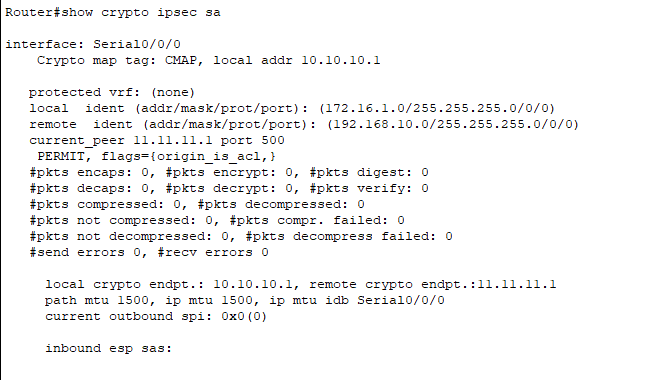 Router#show crypto ipsec sa
interface: Serial0/0/0
Crypto map tag: CMAP, local addr 10.10.10.1
protected vrf: (none)
local ident (addr/mask/prot/port): (172.16.1.0/255.255.255.0/0/0)
remote ident (addr/mask/prot/port): (192.168.10.0/255.255.255.0/0/0)
current_peer 11.11.11.1 port 500
PERMIT, flags={origin_is_acl,}
#pkts encaps: 0, #pkts encrypt: 0, #pkts digest: 0
#pkts decaps: 0, #pkts decrypt: 0, #pkts verify: 0
#pkts compressed: 0, #pkts decompressed: 0
#pkts not compressed: 0, #pkts compr. failed: 0
#pkts not decompressed: 0, #pkts decompress failed: 0
#send errors 0, #recv errors 0
local crypto endpt.: 10.10.10.1, remote crypto endpt.:11.11.11.1
path mtu 1500, ip mtu 1500, ip mtu idb Serial0/0/0
current outbound spi: 0x0(0)
inbound esp sas: